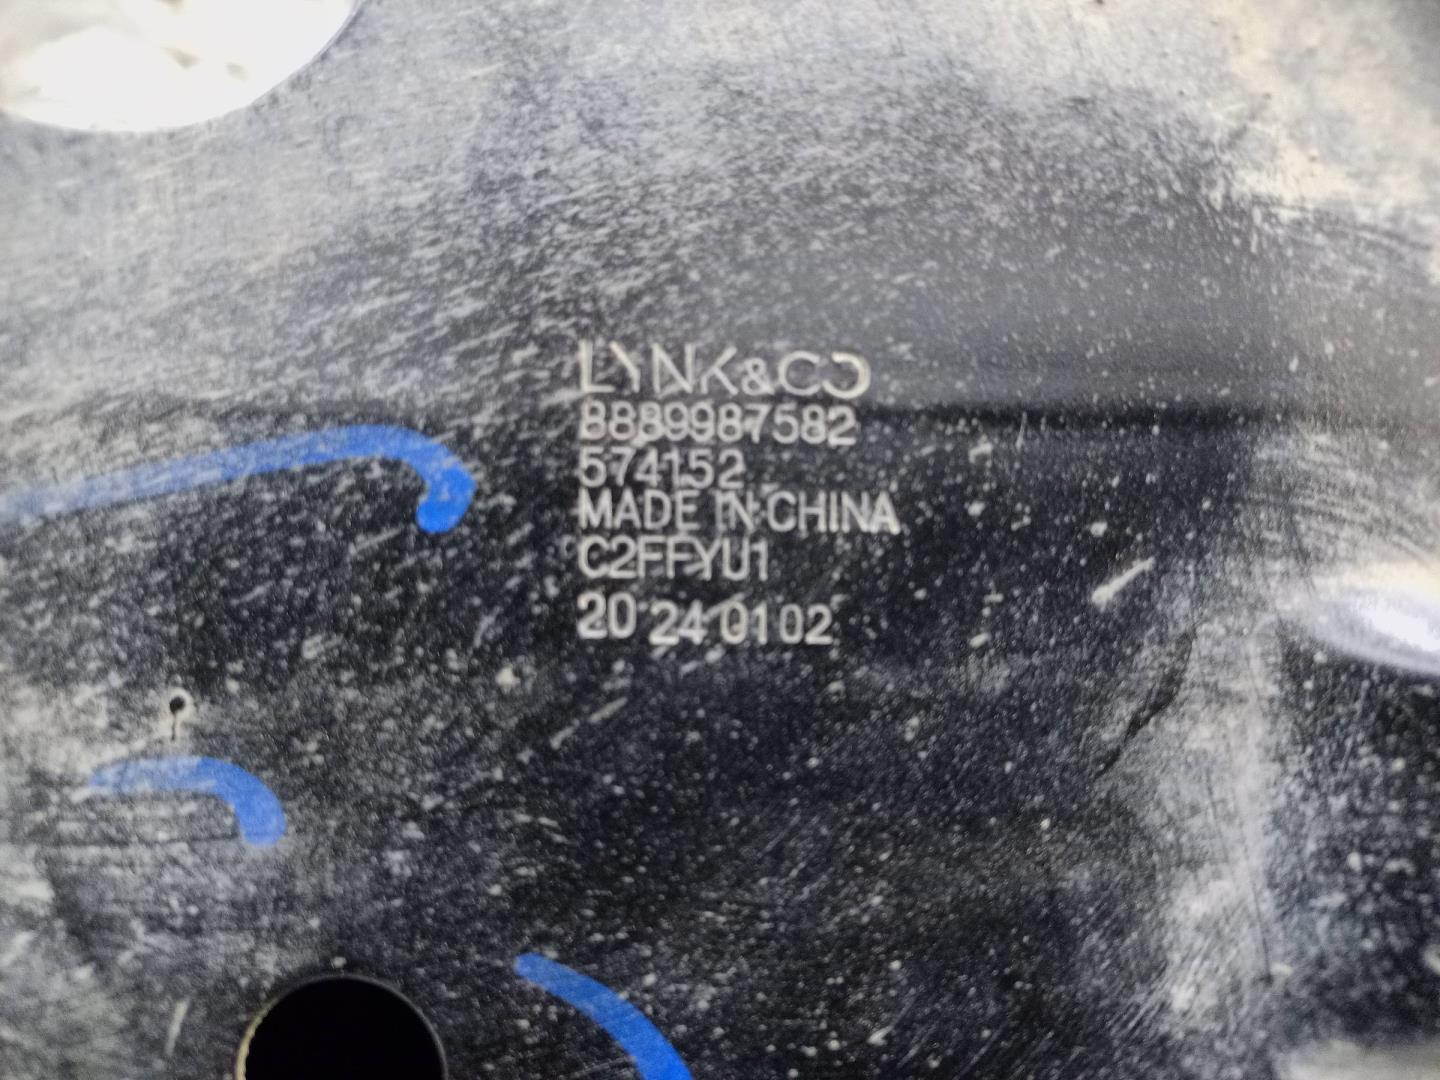 LYNK&CO
8889987582
574152
MADE IN CHINA
C2FFYU1
20 24 01 02